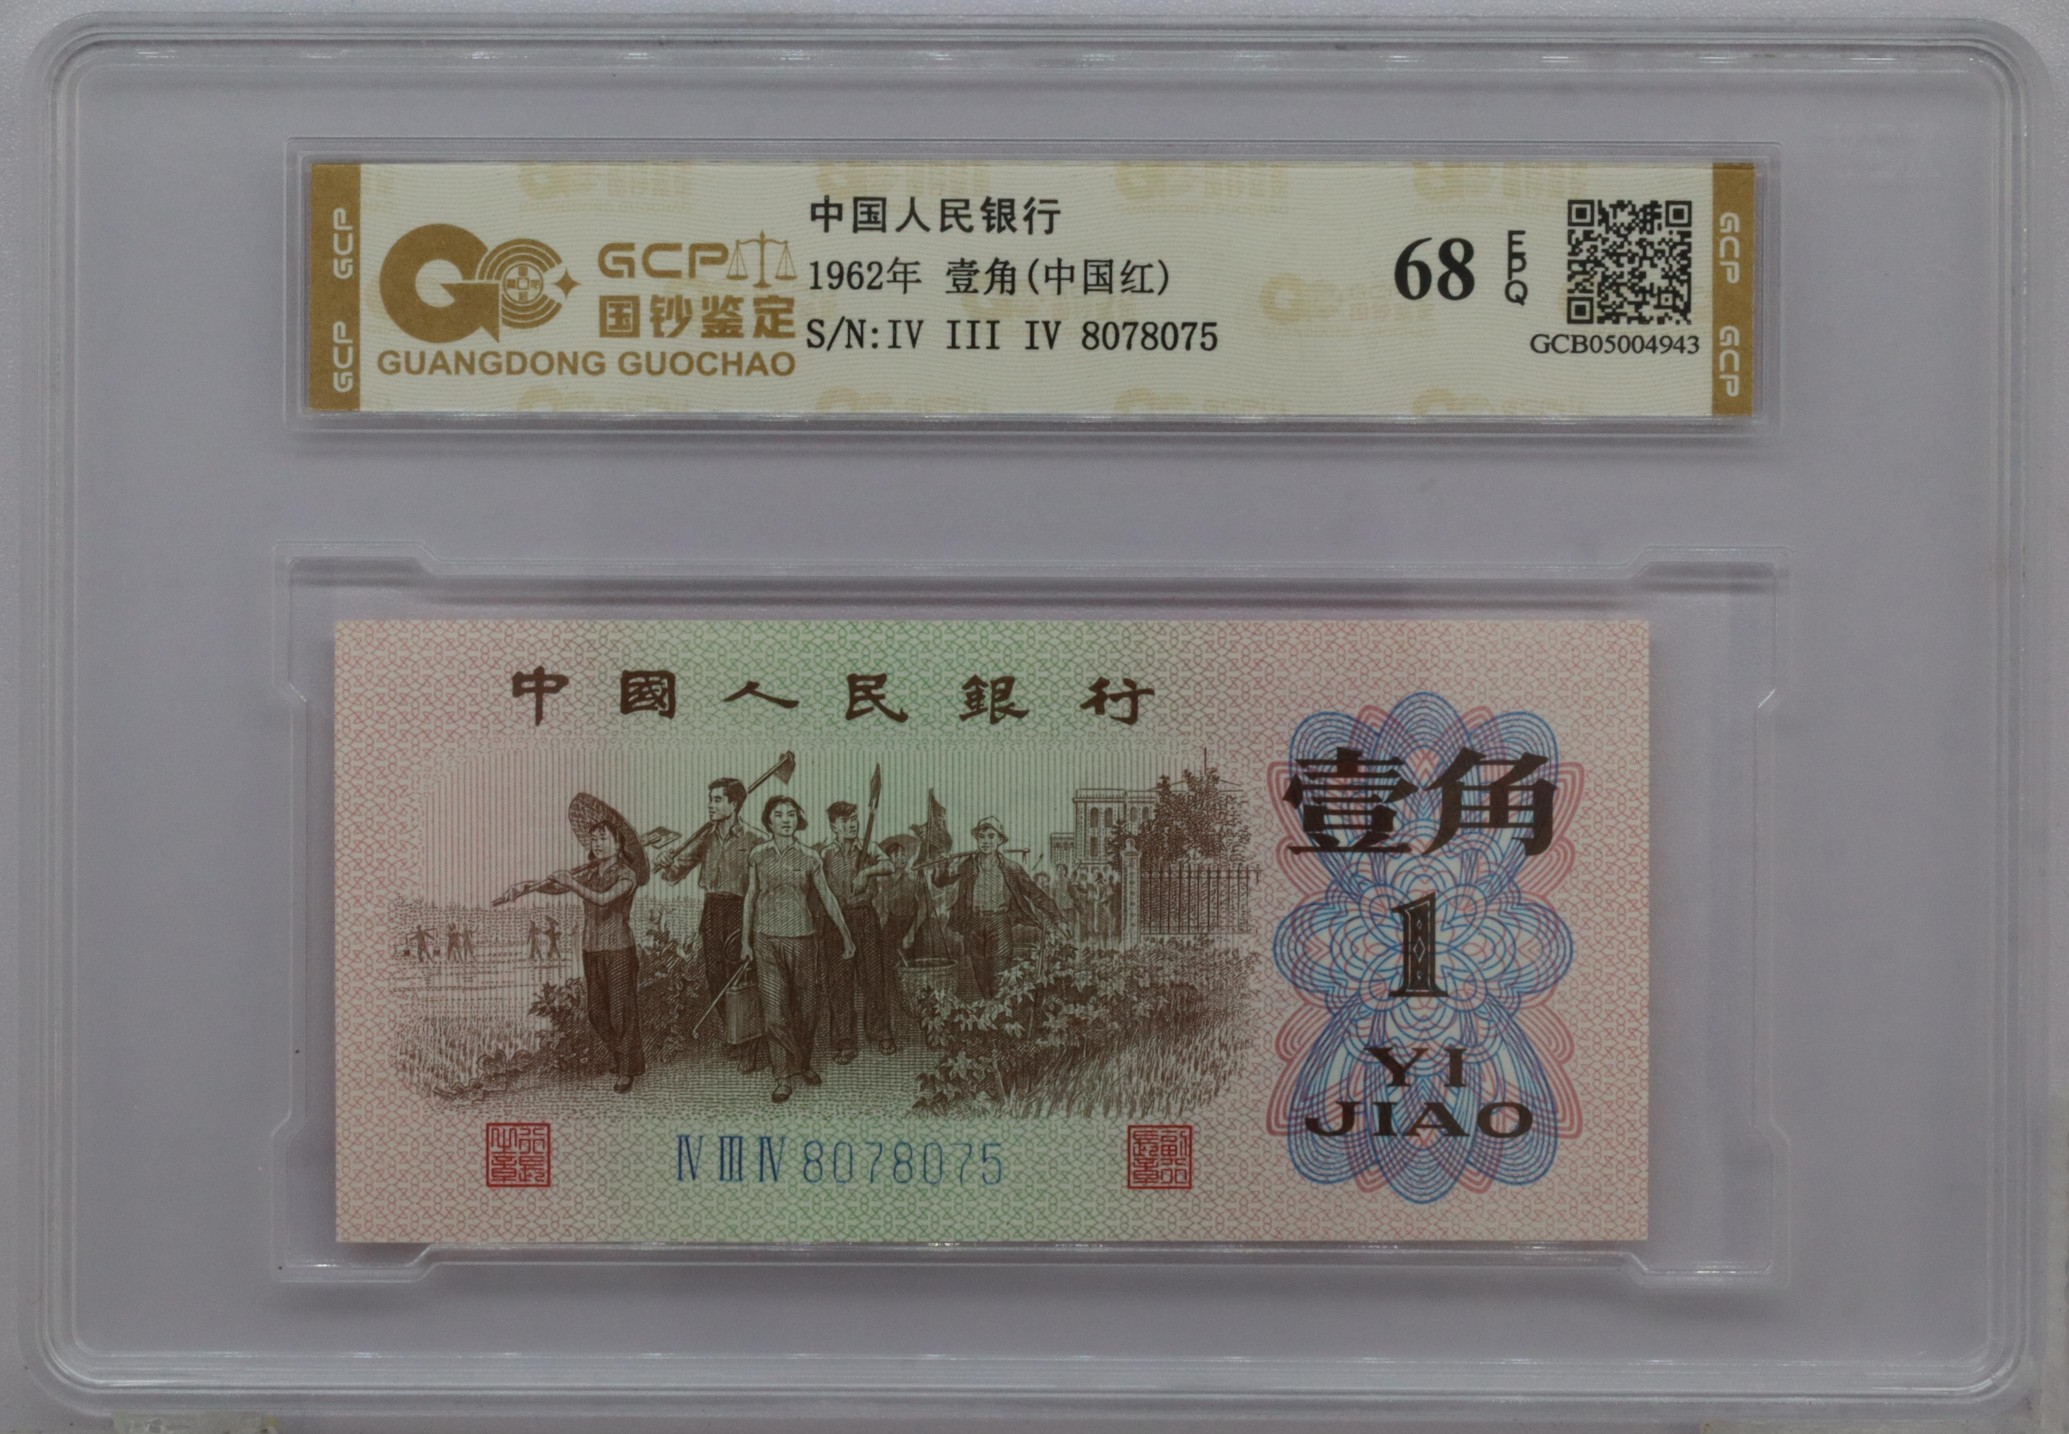 GCP
GCP
GCP
国钞鉴定
GUANGDONG GUOCHAO
中国人民银行
1962年 壹角(中国红)
S/N:IV III IV 8078075
68
EPQ
GCB05004943
GCP
GCP
中國人民銀行
壹角
1
YI
JIAO
Ⅳ Ⅲ Ⅳ 8078075